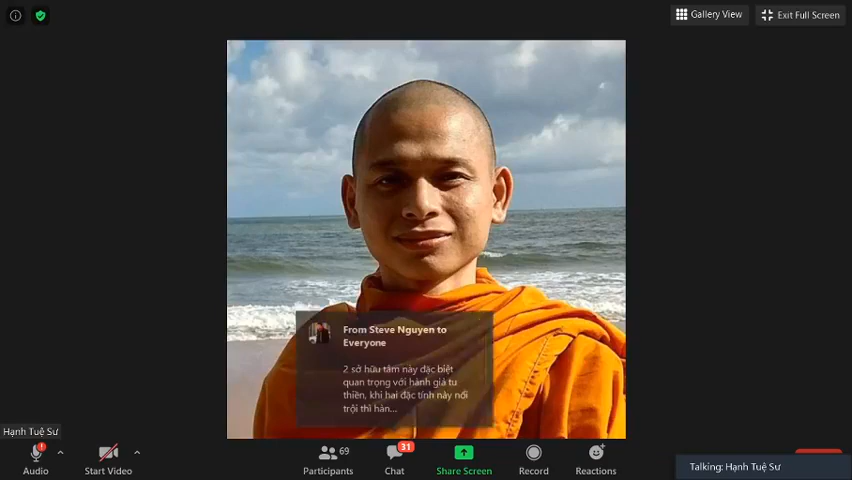 Gallery View
Exit Full Screen
From Steve Nguyen to
Everyone
2 sở hữu tâm này đặc biệt
quan trọng với hành giả tu
thiền, khi hai đặc tính này nổi
trội thì hàn...
Hạnh Tuệ Sư
69
31
Audio
Start Video
Participants
Chat
Share Screen
Record
Reactions
Talking: Hạnh Tuệ Sư